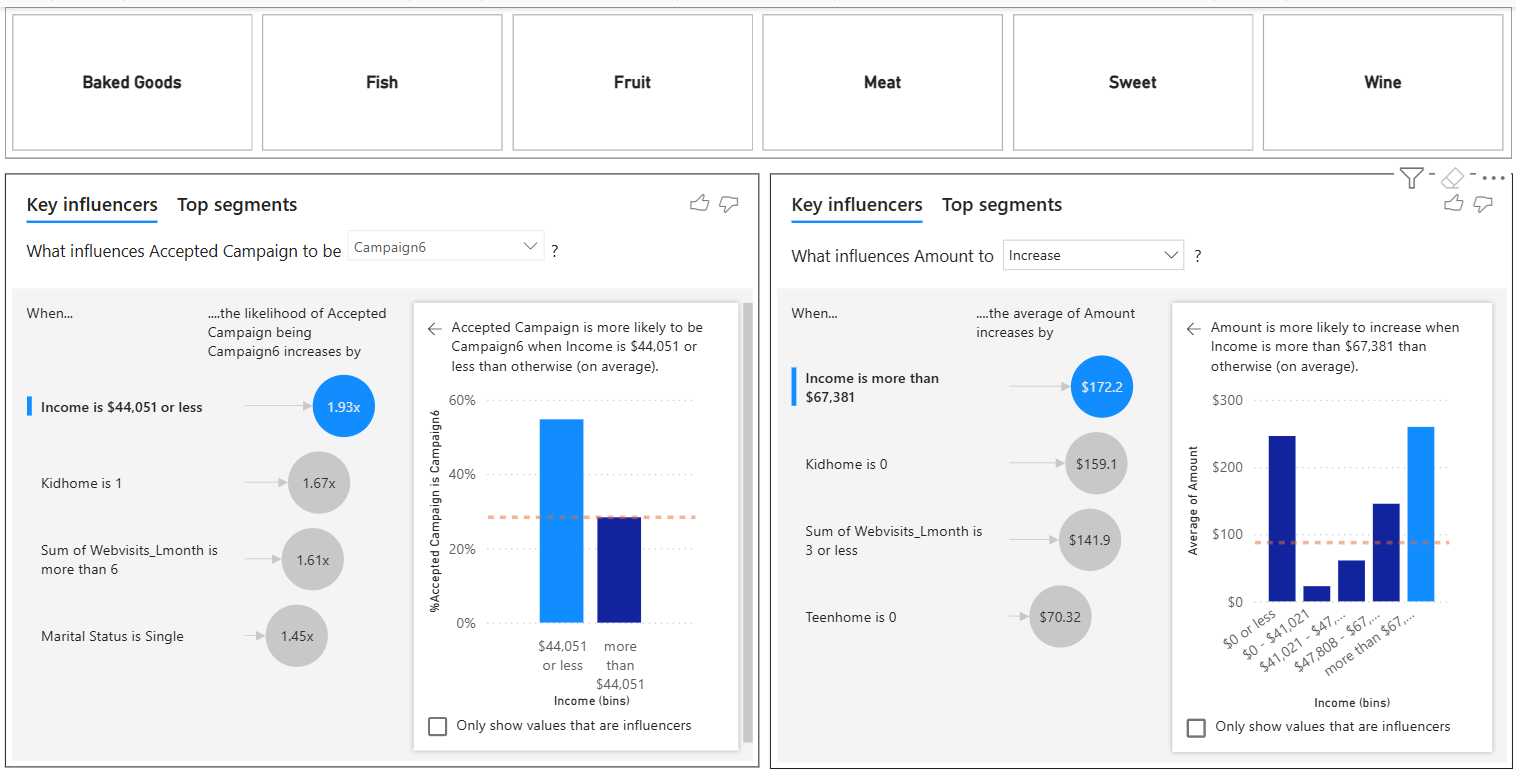 Baked Goods
Fish
Fruit
Meat
Sweet
Wine
Key influencers
Top segments
What influences Accepted Campaign to be
Campaign6
?
When...
....the likelihood of Accepted
Campaign being
Campaign6 increases by
Income is $44,051 or less
1.93x
Kidhome is 1
1.67x
Sum of Webvisits_Lmonth is
more than 6
1.61x
Marital Status is Single
1.45x
Accepted Campaign is more likely to be
Campaign6 when Income is $44,051 or
less than otherwise (on average).
%Accepted Campaign is Campaign6
60%
40%
20%
0%
$44,051
or less
more
than
$44,051
Income (bins)
Only show values that are influencers
Key influencers
Top segments
What influences Amount to
Increase
?
When...
....the average of Amount
increases by
Income is more than
$67,381
$172.2
Kidhome is 0
$159.1
Sum of Webvisits_Lmonth is
3 or less
$141.9
Teenhome is 0
$70.32
Amount is more likely to increase when
Income is more than $67,381 than
otherwise (on average).
Average of Amount
$300
$200
$100
$0
$0 or less
$0 - $41,021
$41,021 - $47,...
$47,808 - $67,...
more than $67,...
Income (bins)
Only show values that are influencers